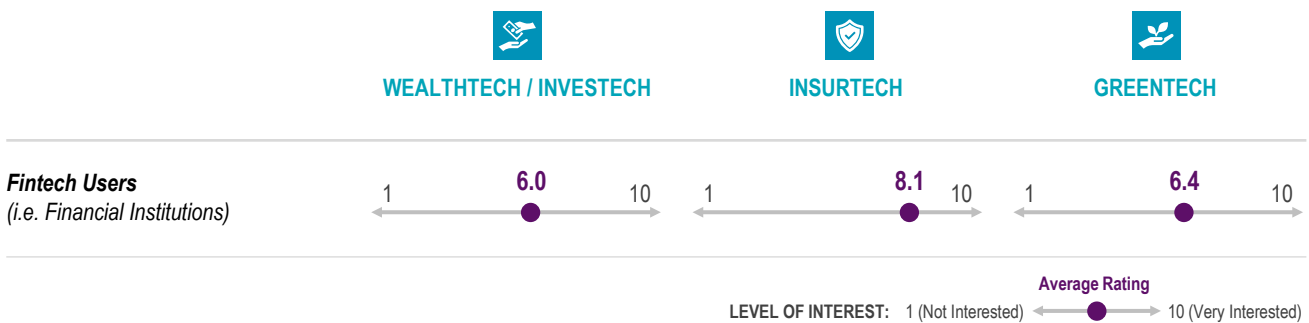 WEALTHTECH / INVESTECH
INSURTECH
GREENTECH
Fintech Users
(i.e. Financial Institutions)
1 6.0 10
1 8.1 10
1 6.4 10
Average Rating
LEVEL OF INTEREST: 1 (Not Interested) 10 (Very Interested)